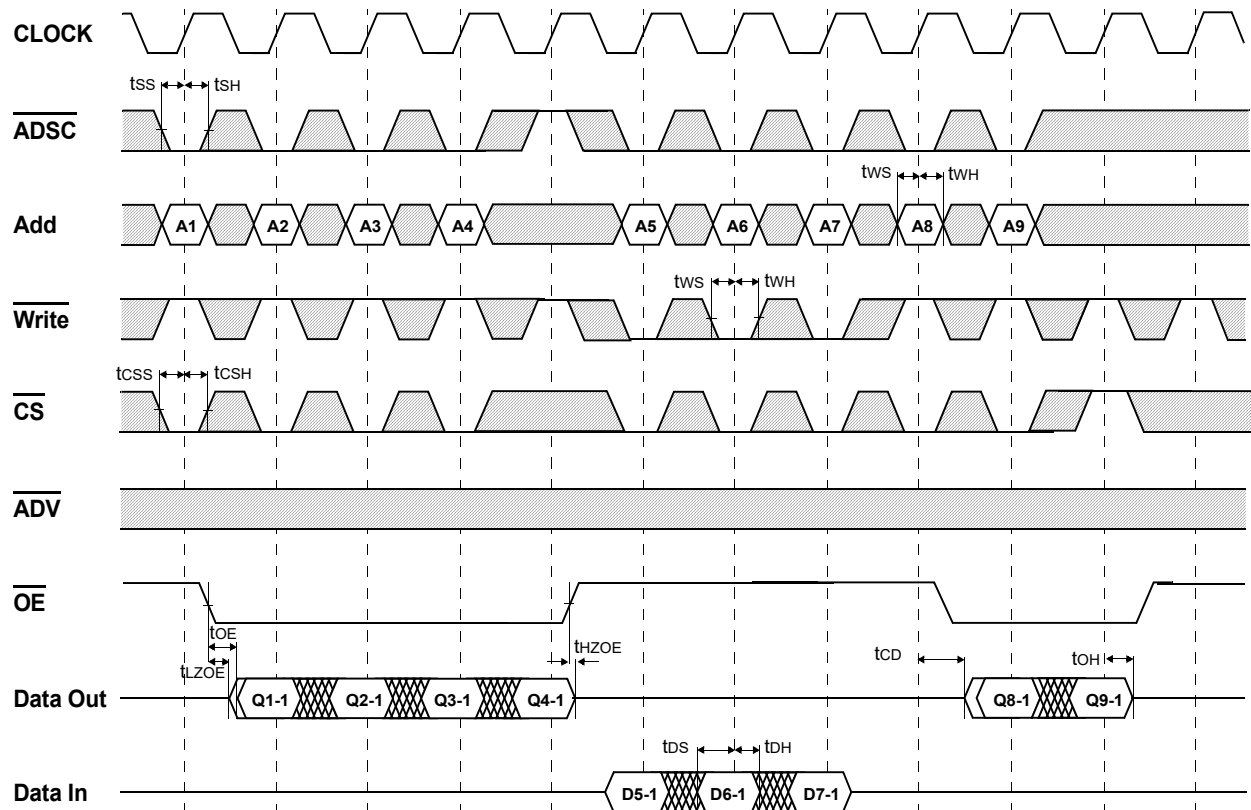 CLOCK
tSS tSH
ADSC
tWS tWH
Add A1 A2 A3 A4 A5 A6 A7 A8 A9
tWS tWH
Write
tCSS tCSH
CS
ADV
OE
tOE
tHZOE
tCD
tOH
tLZOE
Data Out Q1-1 Q2-1 Q3-1 Q4-1 Q8-1 Q9-1
tDS tDH
Data In D5-1 D6-1 D7-1